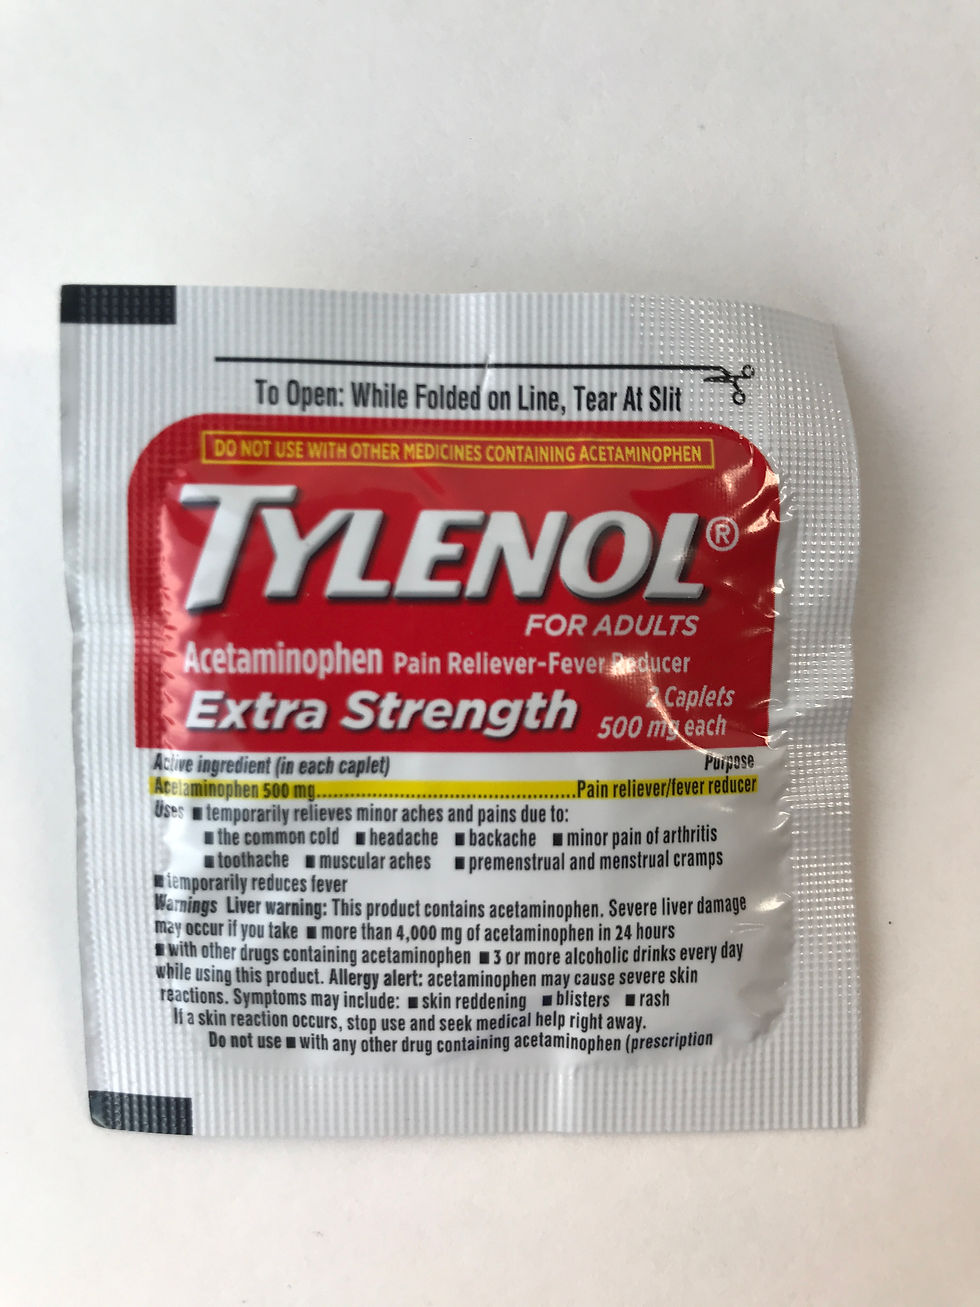 To Open: While Folded on Line, Tear At Slit
DO NOT USE WITH OTHER MEDICINES CONTAINING ACETAMINOPHEN
TYLENOL®
FOR ADULTS
Acetaminophen Pain Reliever-Fever Reducer
Extra Strength 2 Caplets
500 mg each
Active ingredient (in each caplet) Purpose
Acetaminophen 500 mg................................................Pain reliever/fever reducer
Uses ■ temporarily relieves minor aches and pains due to:
■ the common cold ■ headache ■ backache ■ minor pain of arthritis
■ toothache ■ muscular aches ■ premenstrual and menstrual cramps
■ temporarily reduces fever
Warnings Liver warning: This product contains acetaminophen. Severe liver damage
may occur if you take ■ more than 4,000 mg of acetaminophen in 24 hours
■ with other drugs containing acetaminophen ■ 3 or more alcoholic drinks every day
while using this product. Allergy alert: acetaminophen may cause severe skin
reactions. Symptoms may include: ■ skin reddening ■ blisters ■ rash
If a skin reaction occurs, stop use and seek medical help right away.
Do not use ■ with any other drug containing acetaminophen (prescription